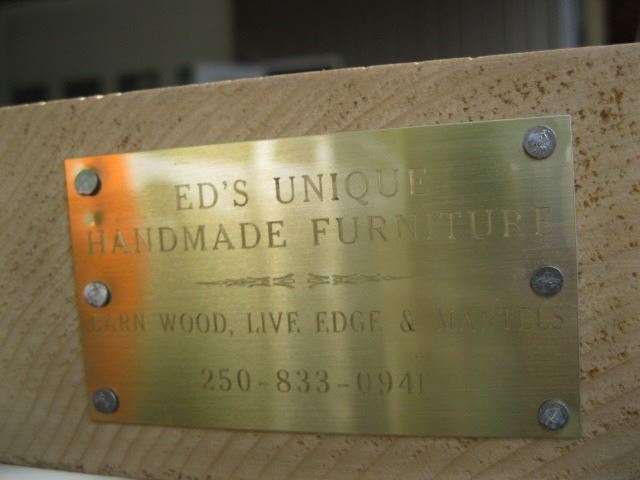 ED'S UNIQUE
HANDMADE FURNITURE
BARN WOOD, LIVE EDGE & MANTELS
250-833-0941